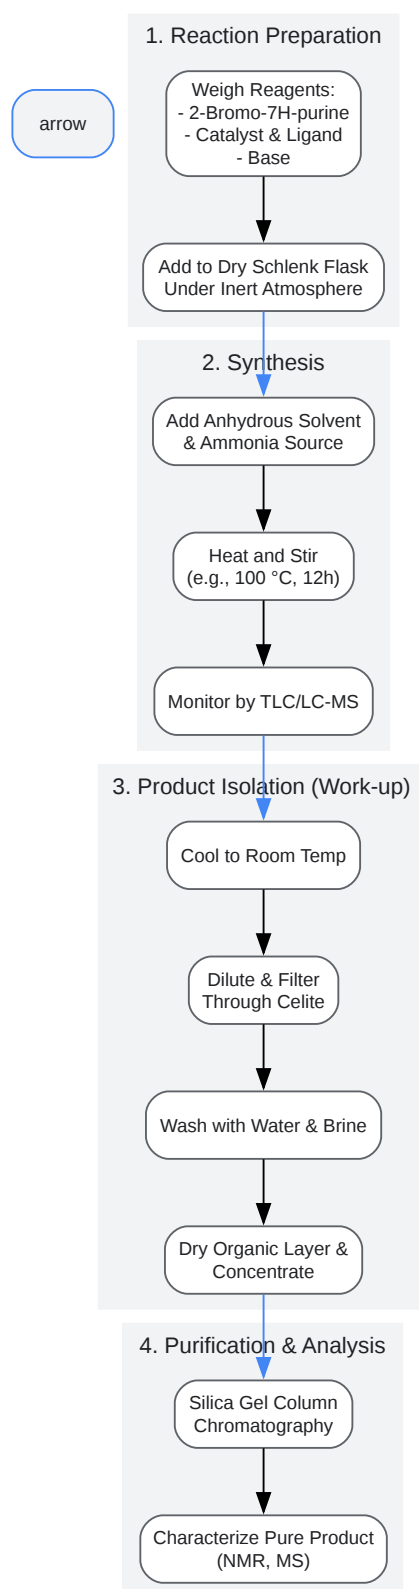 1. Reaction Preparation
arrow
Weigh Reagents:
- 2-Bromo-7H-purine
- Catalyst & Ligand
- Base
Add to Dry Schlenk Flask
Under Inert Atmosphere
2. Synthesis
Add Anhydrous Solvent
& Ammonia Source
Heat and Stir
(e.g., 100 °C, 12h)
Monitor by TLC/LC-MS
3. Product Isolation (Work-up)
Cool to Room Temp
Dilute & Filter
Through Celite
Wash with Water & Brine
Dry Organic Layer &
Concentrate
4. Purification & Analysis
Silica Gel Column
Chromatography
Characterize Pure Product
(NMR, MS)